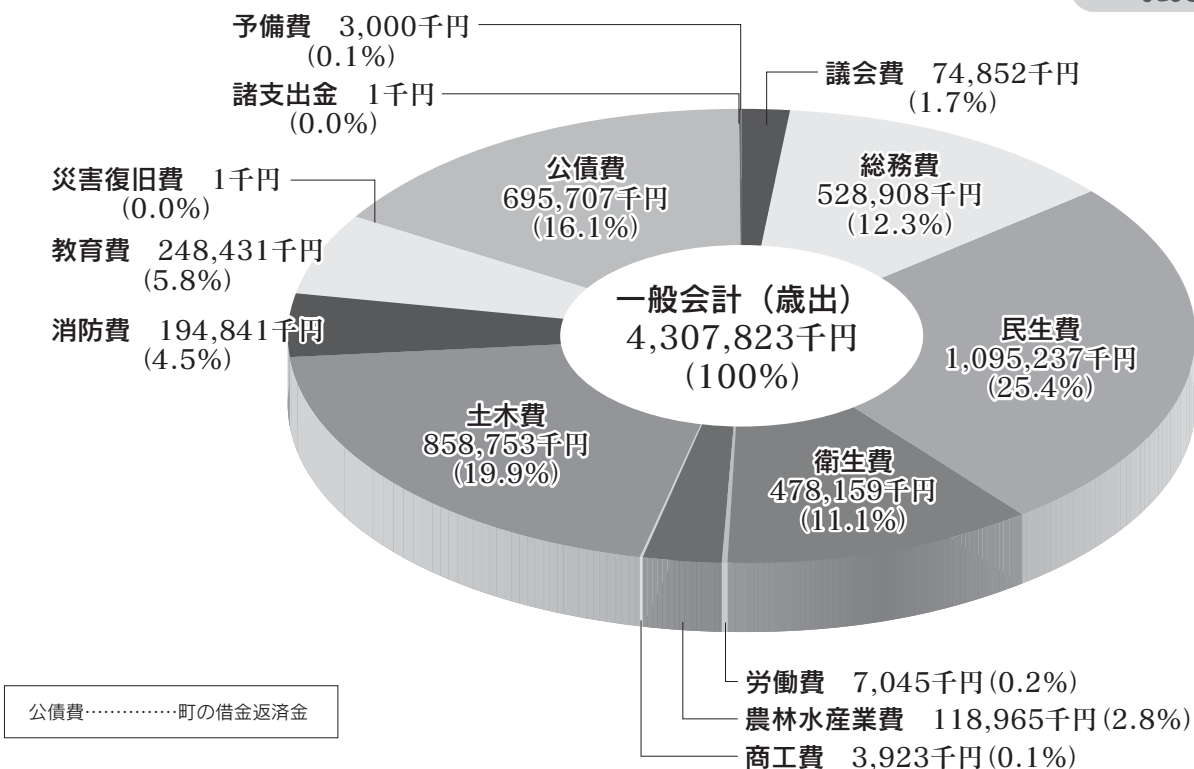 予備費 3,000千円
(0.1%)
諸支出金 1千円
(0.0%)
災害復旧費 1千円
(0.0%)
教育費 248,431千円
(5.8%)
消防費 194,841千円
(4.5%)
議会費 74,852千円
(1.7%)
公債費
695,707千円
(16.1%)
総務費
528,908千円
(12.3%)
一般会計（歳出）
4,307,823千円
(100%)
民生費
1,095,237千円
(25.4%)
土木費
858,753千円
(19.9%)
衛生費
478,159千円
(11.1%)
労働費 7,045千円(0.2%)
農林水産業費 118,965千円(2.8%)
商工費 3,923千円(0.1%)
公債費……………町の借金返済金